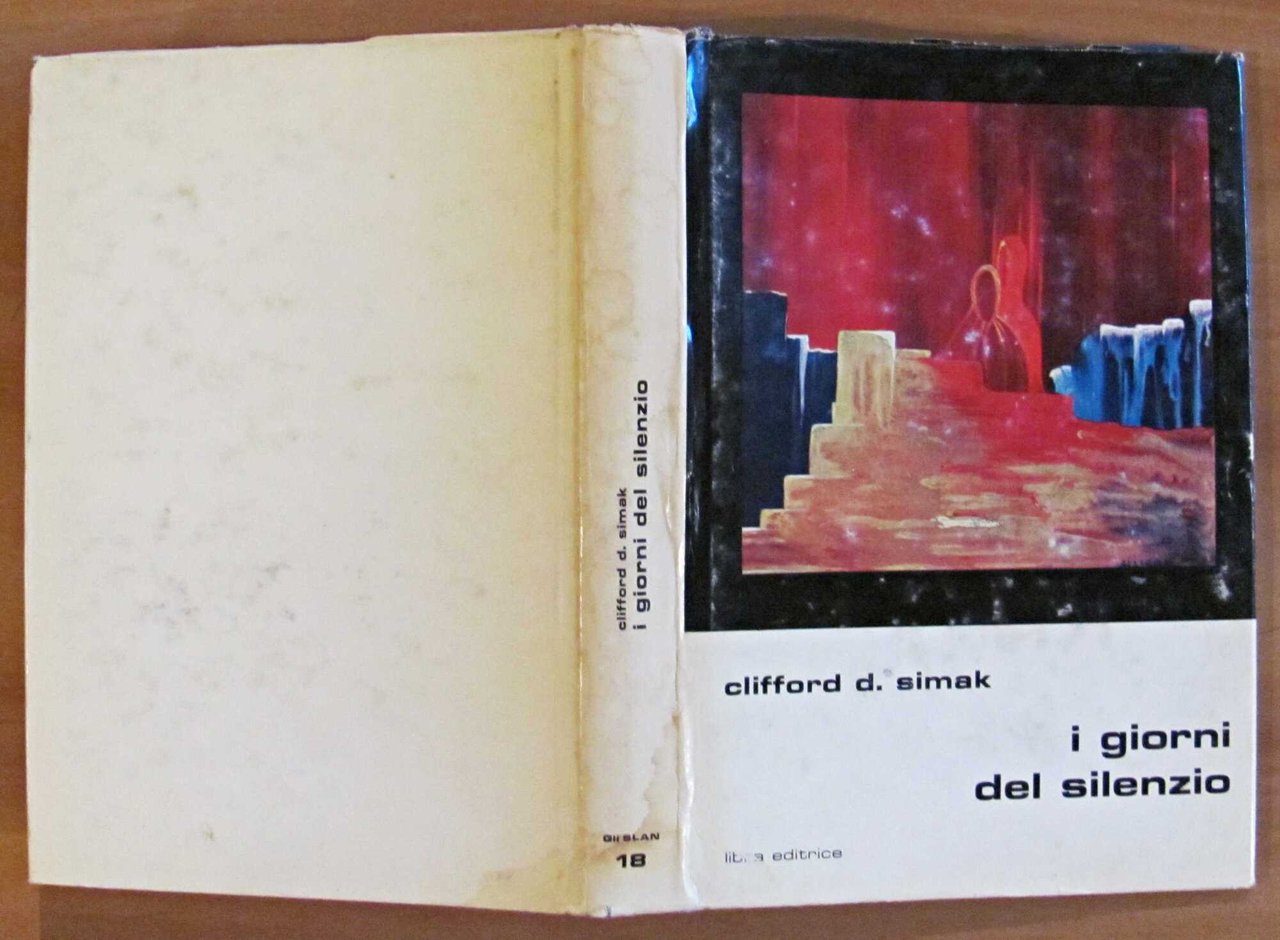 clifford d. simak
i giorni del silenzio
Gli SLAN
18
clifford d. simak
i giorni
del silenzio
editrice